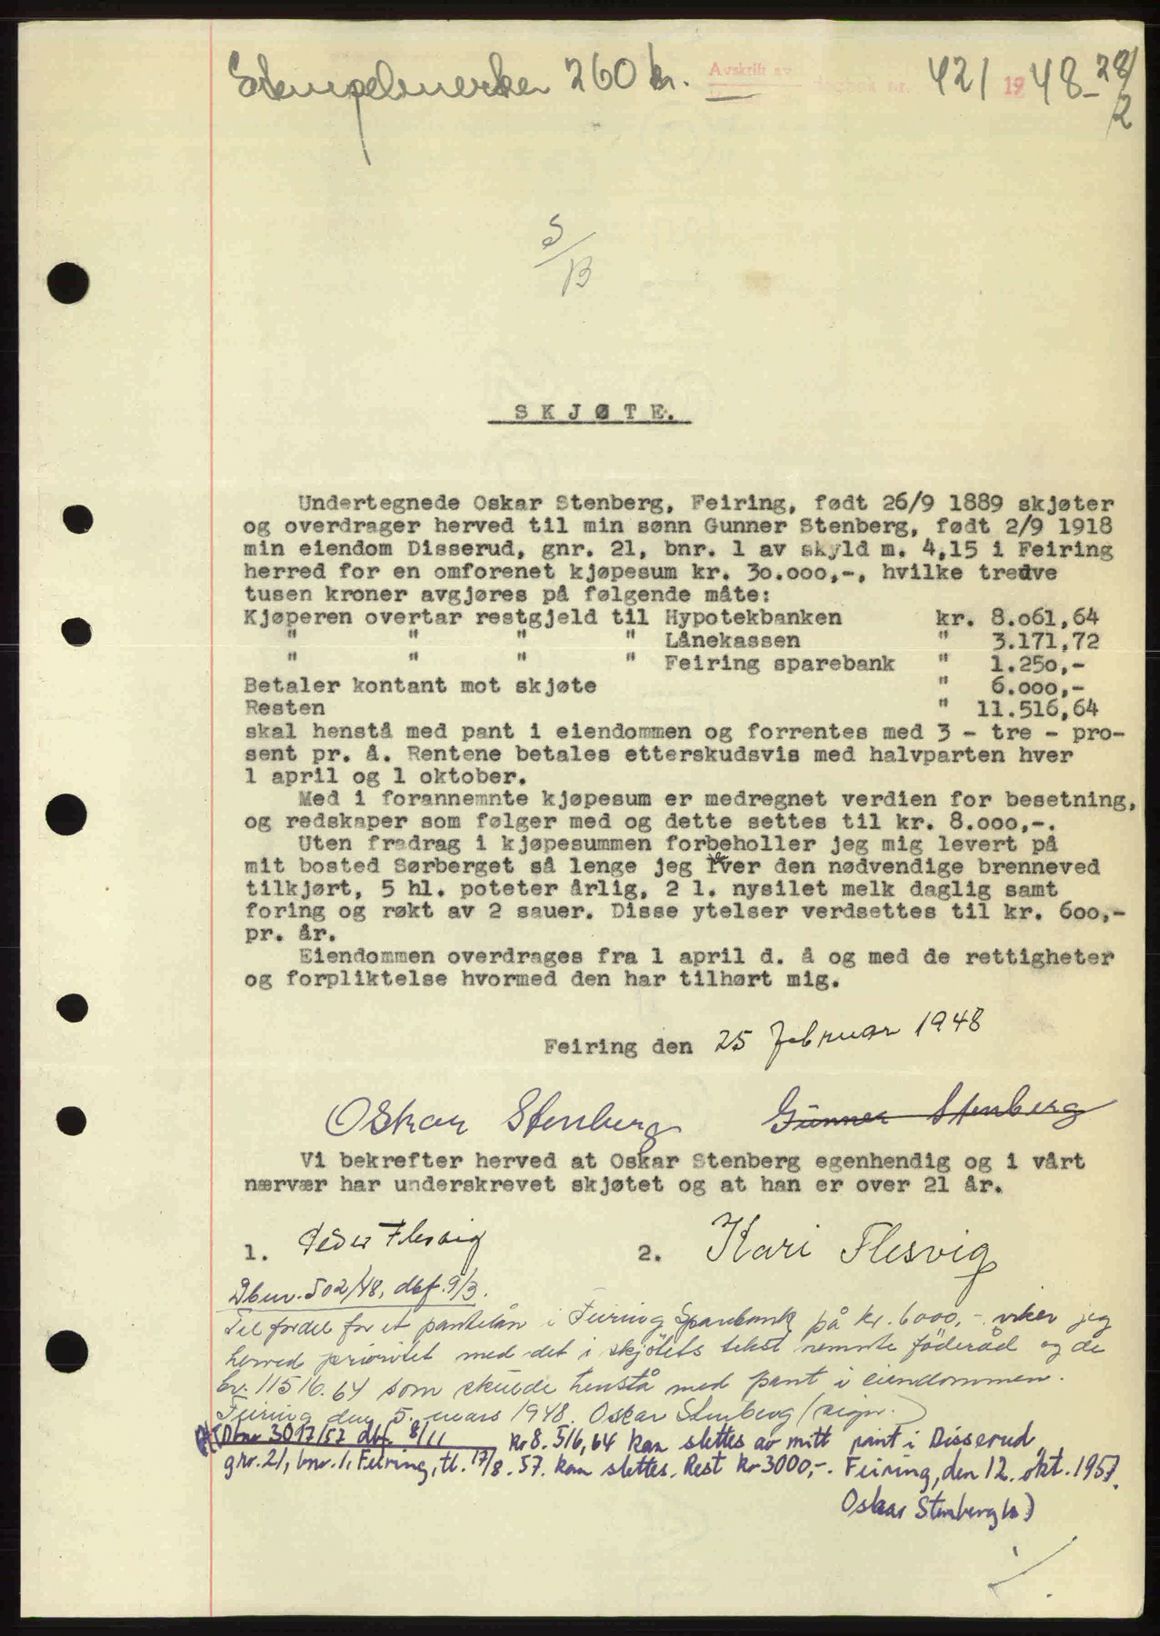 Stempelmerker 260 kr. Avskrift av dagbok nr. 421 1948 - 28/2
S/B
SKJØTE.
Undertegnede Oskar Stenberg, Feiring, født 26/9 1889 skjøter
og overdrager herved til min sønn Gunner Stenberg, født 2/9 1918
min eiendom Disserud, gnr. 21, bnr. 1 av skyld m. 4,15 i Feiring
herred for en omforenet kjøpesum kr. 30.000,-, hvilke tredve
tusen kroner avgjøres på følgende måte:
Kjøperen overtar restgjeld til Hypotekbanken kr. 8.061,64
" " " " Lånekassen " 3.171,72
" " " " Feiring sparebank " 1.250,-
Betaler kontant mot skjøte " 6.000,-
Resten " 11.516,64
skal henstå med pant i eiendommen og forrentes med 3 - tre - pro-
sent pr. å. Rentene betales etterskudsvis med halvparten hver
1 april og 1 oktober.
Med i forannemnte kjøpesum er medregnet verdien for besetning,
og redskaper som følger med og dette settes til kr. 8.000,-.
Uten fradrag i kjøpesummen forbeholler jeg mig levert på
mit bosted Sørberget så lenge jeg lever den nødvendige brenneved
tilkjørt, 5 hl. poteter årlig, 2 l. nysilet melk daglig samt
foring og røkt av 2 sauer. Disse ytelser verdsettes til kr. 600,-
pr. år.
Eiendommen overdrages fra 1 april d. å og med de rettigheter
og forpliktelse hvormed den har tilhørt mig.
Feiring den 25 februar 1948
Oskar Stenberg Gunner Stenberg
Vi bekrefter herved at Oskar Stenberg egenhendig og i vårt
nærvær har underskrevet skjøtet og at han er over 21 år.
1. Peder Flesvig 2. Kari Flesvig
Dbnr. 502/48, dbf. 9/3.
Til fordel for et pantelån i Feiring Sparebank på kr. 6000,- viker jeg
herved prioritet med det i skjøtets tekst nemnte föderåd og de
kr. 11516.64 som skulde henstå med pant i eiendommen.
Feiring den 5. mars 1948. Oskar Stenberg (sign.)
(Dbnr 3017/57 dbf. 8/11 kr 8.516,64 kan slettes av mitt pant i Disserud
gnr. 21, bnr. 1. Feiring, tl. 17/8.57. kan slettes. Rest kr 3000,-. Feiring, den 12. okt. 1957.
Oskar Stenberg (s)